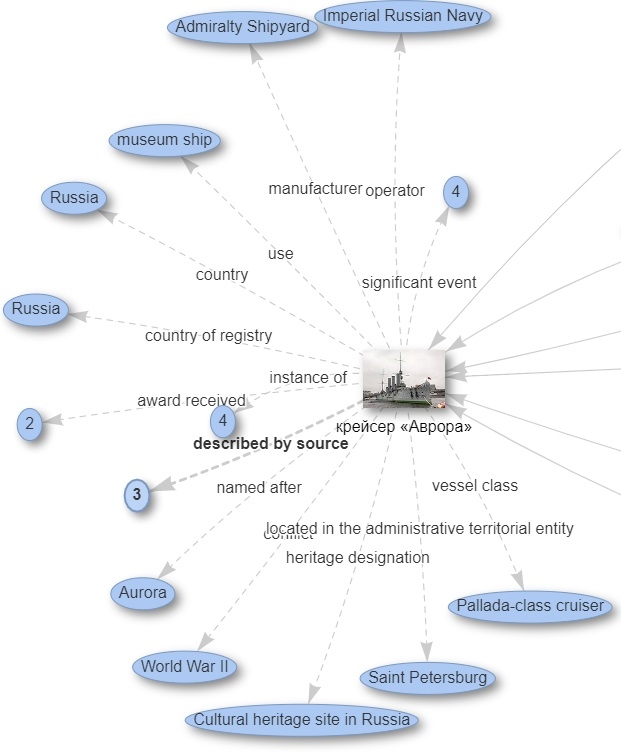 Imperial Russian Navy
Admiralty Shipyard
museum ship
manufacturer
operator
4
Russia
use
country
significant event
Russia
country of registry
instance of
award received
2
4
крейсер «Аврора»
described by source
3
named after
vessel class
located in the administrative territorial entity
conflict
heritage designation
Aurora
Pallada-class cruiser
World War II
Saint Petersburg
Cultural heritage site in Russia